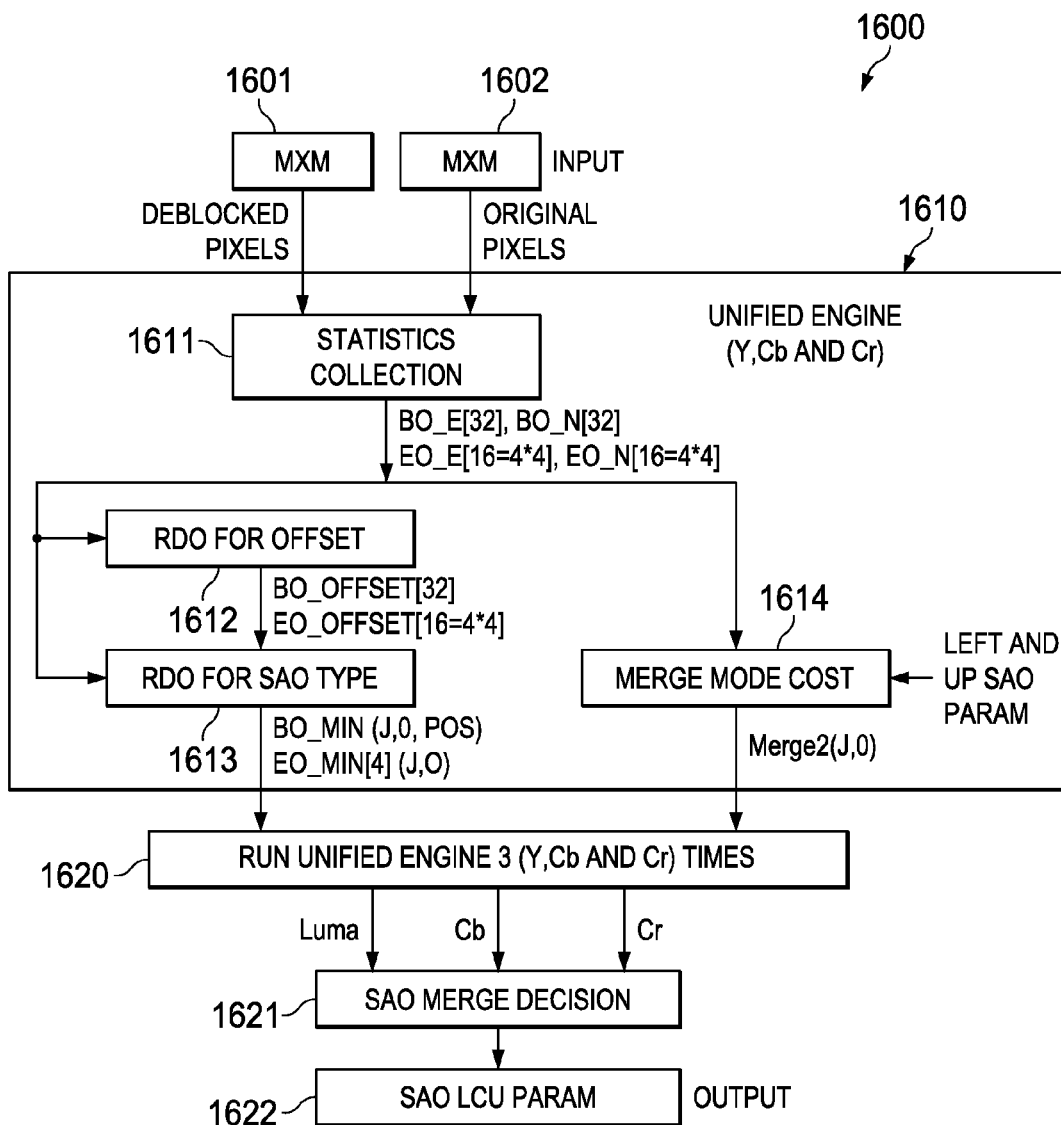 1600
1601
1602
MXM
MXM
INPUT
DEBLOCKED
PIXELS
ORIGINAL
PIXELS
1610
UNIFIED ENGINE
(Y,Cb AND Cr)
1611
STATISTICS
COLLECTION
BO_E[32], BO_N[32]
EO_E[16=4*4], EO_N[16=4*4]
RDO FOR OFFSET
1612
BO_OFFSET[32]
EO_OFFSET[16=4*4]
1614
RDO FOR SAO TYPE
MERGE MODE COST
LEFT AND
UP SAO
PARAM
1613
BO_MIN (J,0, POS)
EO_MIN[4] (J,O)
Merge2(J,0)
1620
RUN UNIFIED ENGINE 3 (Y,Cb AND Cr) TIMES
Luma
Cb
Cr
1621
SAO MERGE DECISION
1622
SAO LCU PARAM
OUTPUT